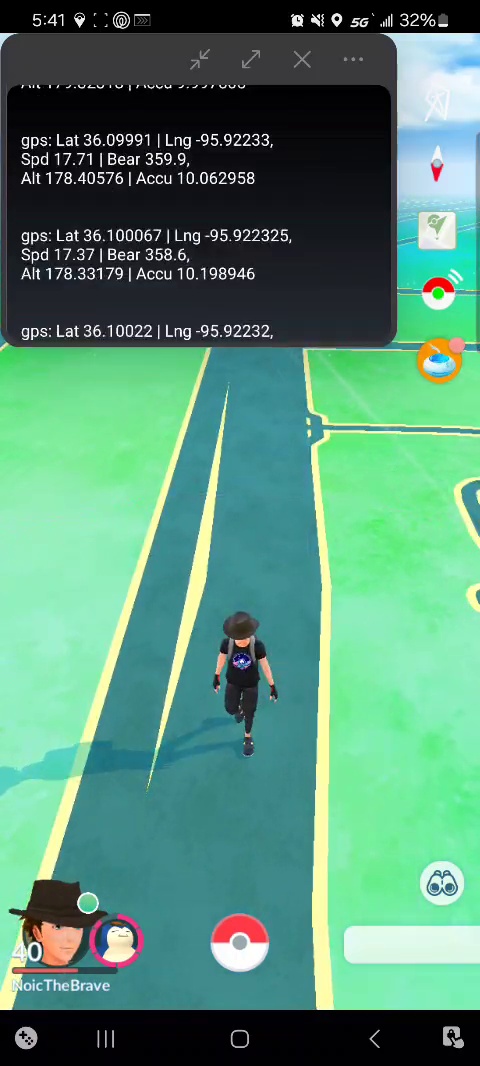 5:41
5G
32%
gps: Lat 36.09991 | Lng -95.92233,
Spd 17.71 | Bear 359.9,
Alt 178.40576 | Accu 10.062958
gps: Lat 36.100067 | Lng -95.922325,
Spd 17.37 | Bear 358.6,
Alt 178.33179 | Accu 10.198946
gps: Lat 36.10022 | Lng -95.92232,
40
NoicTheBrave